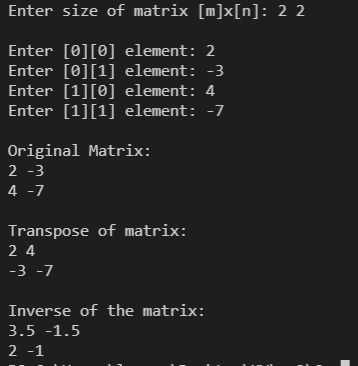 Enter size of matrix [m]x[n]: 2 2
Enter [0][0] element: 2
Enter [0][1] element: -3
Enter [1][0] element: 4
Enter [1][1] element: -7
Original Matrix:
2 -3
4 -7
Transpose of matrix:
2 4
-3 -7
Inverse of the matrix:
3.5 -1.5
2 -1